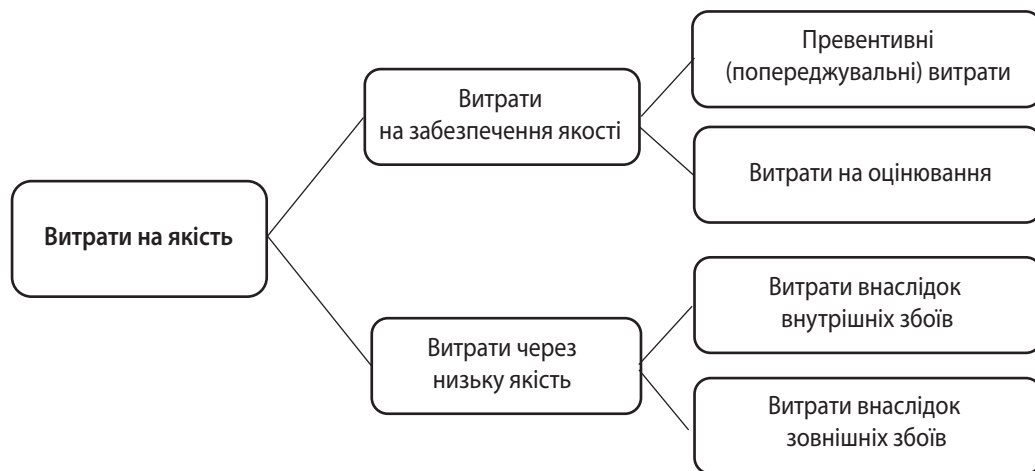 Витрати на якість
Витрати
на забезпечення якості
Превентивні
(попереджувальні) витрати
Витрати на оцінювання
Витрати через
низьку якість
Витрати внаслідок
внутрішніх збоїв
Витрати внаслідок
зовнішніх збоїв